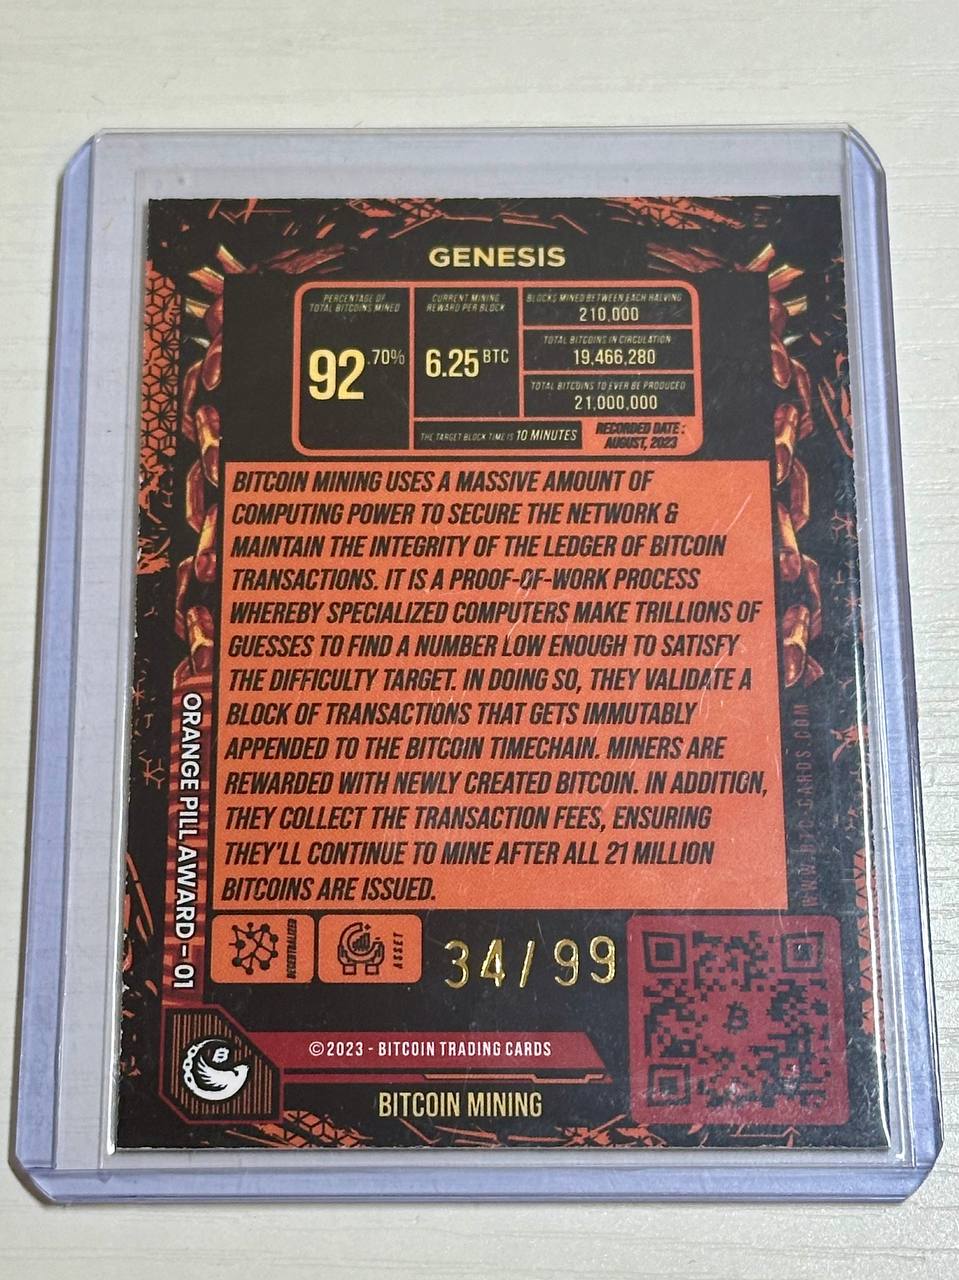 GENESIS
PERCENTAGE OF
TOTAL BITCOINS MINED
92.70%
CURRENT MINING
REWARD PER BLOCK
6.25 BTC
BLOCKS MINED BETWEEN EACH HALVING
210,000
TOTAL BITCOINS IN CIRCULATION
19,466,280
TOTAL BITCOINS TO EVER BE PRODUCED
21,000,000
THE TARGET BLOCK TIME IS 10 MINUTES
RECORDED DATE :
AUGUST, 2023
BITCOIN MINING USES A MASSIVE AMOUNT OF
COMPUTING POWER TO SECURE THE NETWORK &
MAINTAIN THE INTEGRITY OF THE LEDGER OF BITCOIN
TRANSACTIONS. IT IS A PROOF-OF-WORK PROCESS
WHEREBY SPECIALIZED COMPUTERS MAKE TRILLIONS OF
GUESSES TO FIND A NUMBER LOW ENOUGH TO SATISFY
THE DIFFICULTY TARGET. IN DOING SO, THEY VALIDATE A
BLOCK OF TRANSACTIONS THAT GETS IMMUTABLY
APPENDED TO THE BITCOIN TIMECHAIN. MINERS ARE
REWARDED WITH NEWLY CREATED BITCOIN. IN ADDITION,
THEY COLLECT THE TRANSACTION FEES, ENSURING
THEY'LL CONTINUE TO MINE AFTER ALL 21 MILLION
BITCOINS ARE ISSUED.
ORANGE PILL AWARD - 01
WWW.BTC-CARDS.COM
DECENTRALIZED
ASSET
34/99
©2023 - BITCOIN TRADING CARDS
BITCOIN MINING